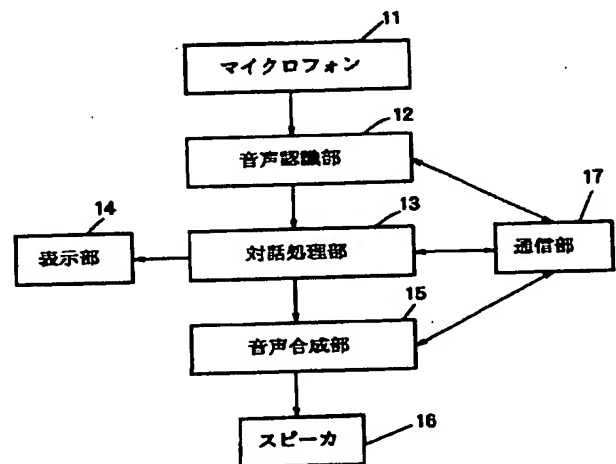 11
マイクロフォン
12
音声認識部
17
14
13
表示部
対話処理部
通信部
15
音声合成部
スピーカ
16